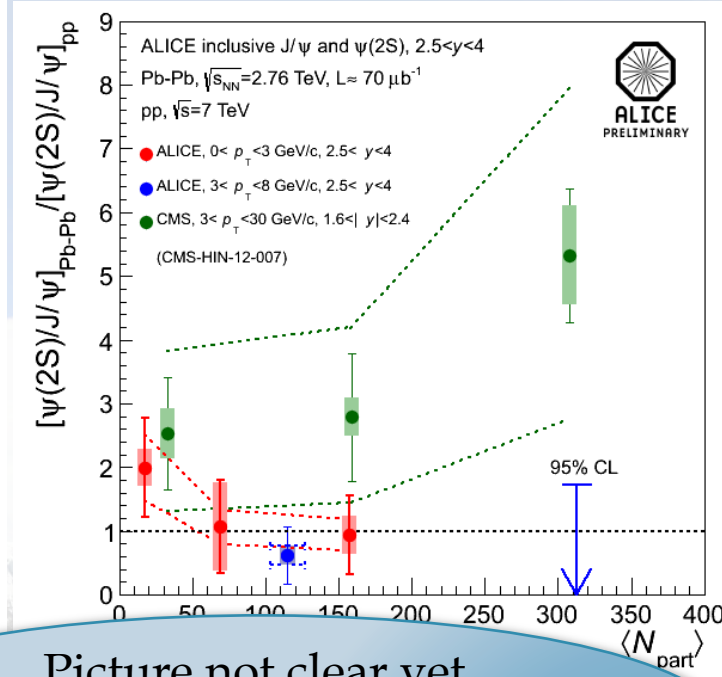 [ψ(2S)/J/ψ]Pb-Pb/[ψ(2S)/J/ψ]pp
9
8
7
6
5
4
3
2
1
0
ALICE inclusive J/ψ and ψ(2S), 2.5<y<4
Pb-Pb, √sNN=2.76 TeV, L≈ 70 μb⁻¹
pp, √s=7 TeV
ALICE, 0< pT<3 GeV/c, 2.5< y<4
ALICE, 3< pT<8 GeV/c, 2.5< y<4
CMS, 3< pT<30 GeV/c, 1.6<| y|<2.4
(CMS-HIN-12-007)
ALICE
PRELIMINARY
95% CL
0 50 100 150 200 250 300 350 400
⟨Npart⟩
Picture not clear yet